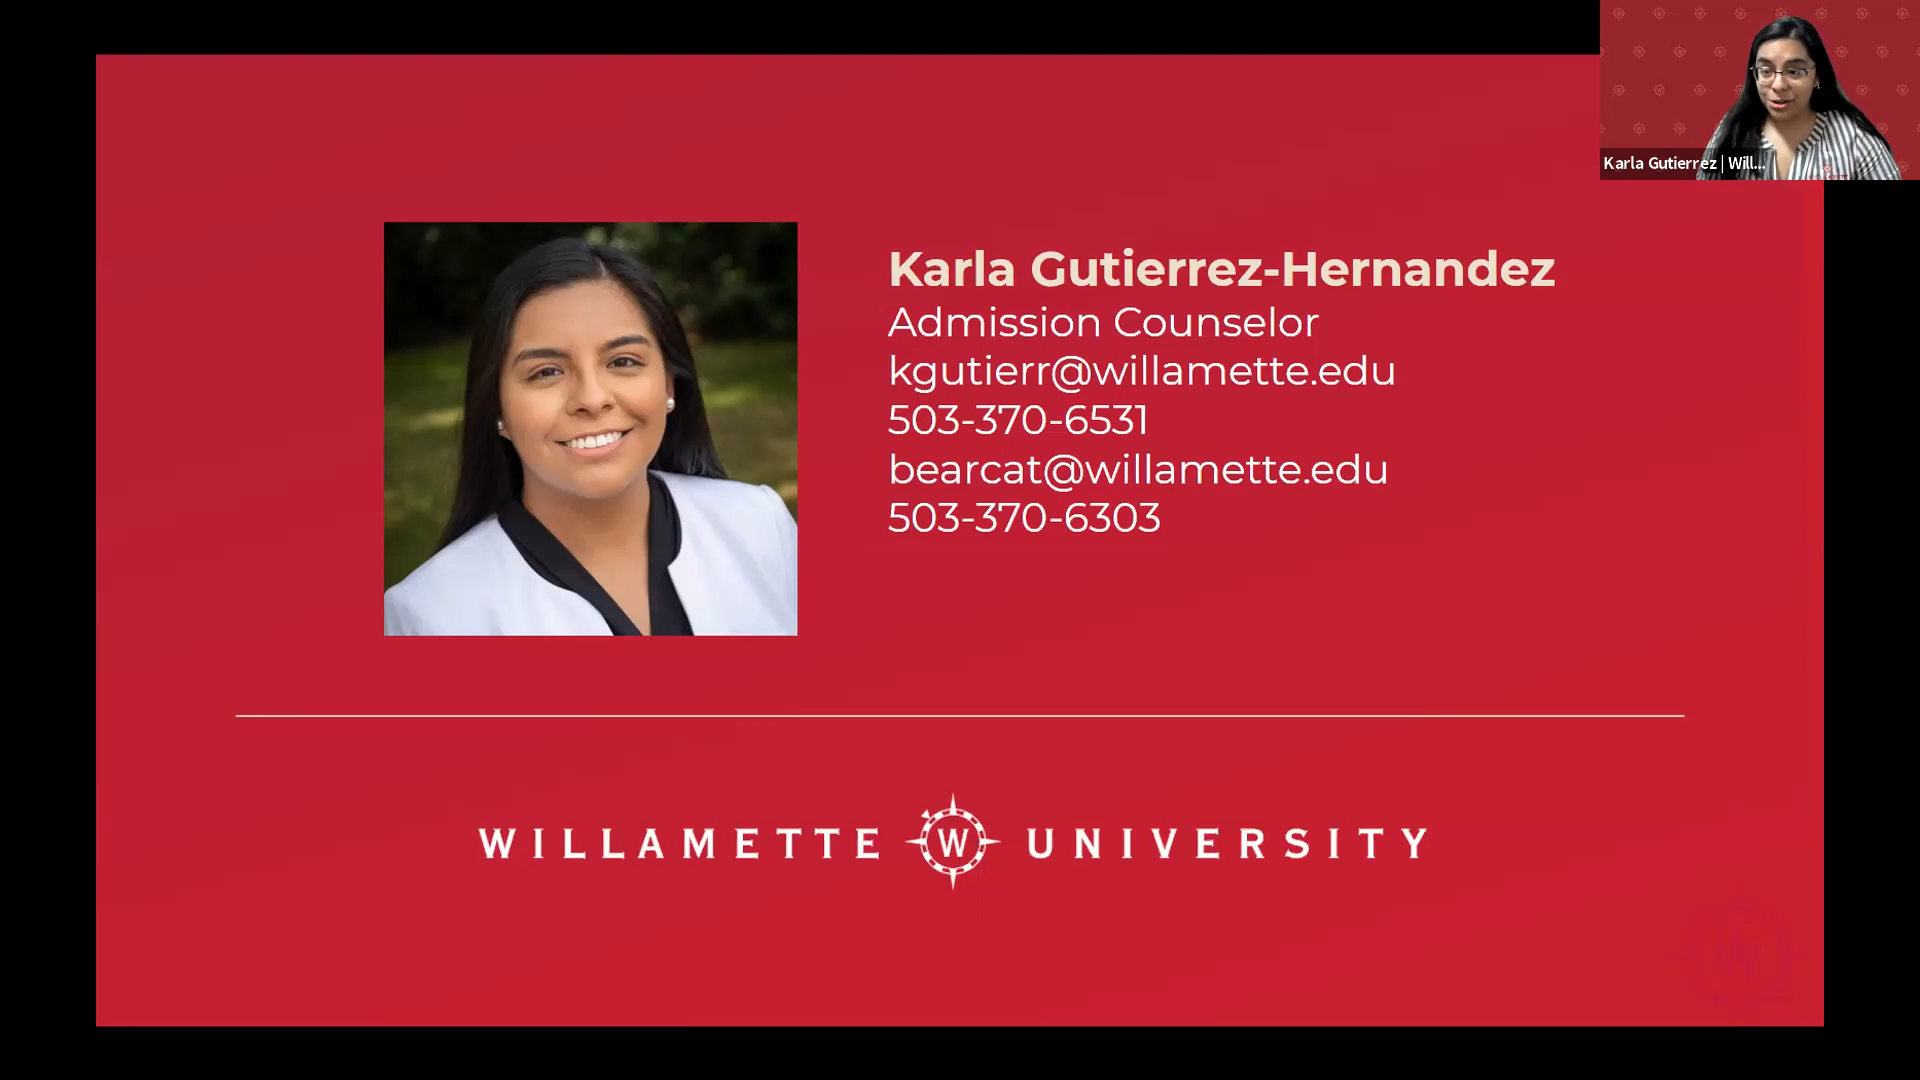 Karla Gutierrez | Will...
Karla Gutierrez-Hernandez
Admission Counselor
kgutierr@willamette.edu
503-370-6531
bearcat@willamette.edu
503-370-6303
WILLAMETTE W UNIVERSITY